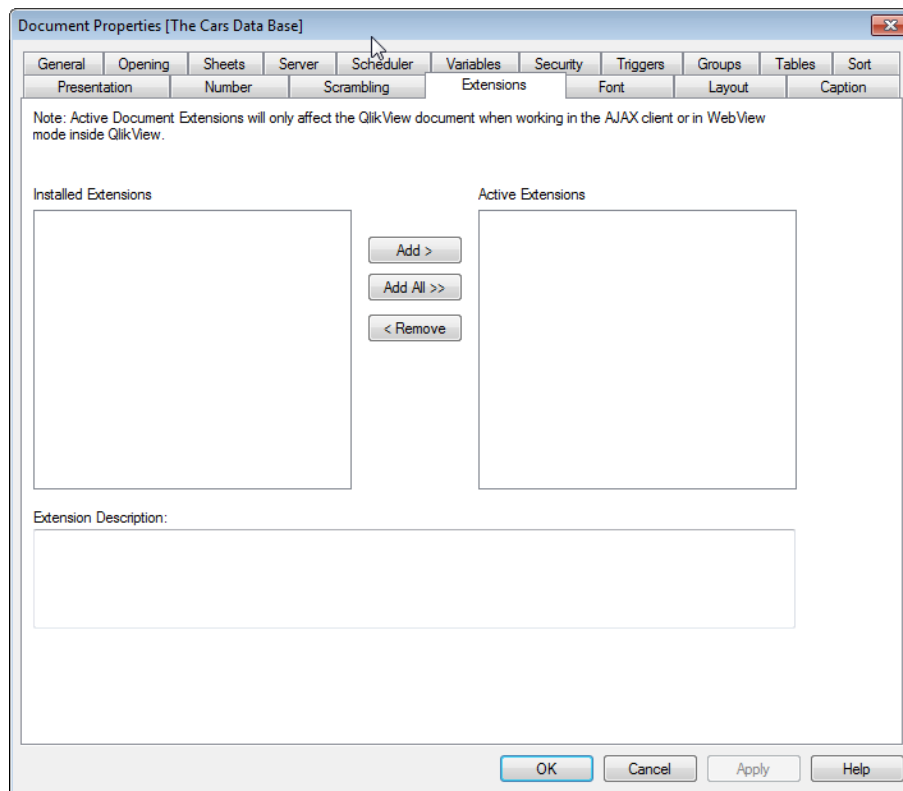 Document Properties [The Cars Data Base]
General Opening Sheets Server Scheduler Variables Security Triggers Groups Tables Sort
Presentation Number Scrambling Extensions Font Layout Caption
Note: Active Document Extensions will only affect the QlikView document when working in the AJAX client or in WebView
mode inside QlikView.
Installed Extensions Active Extensions
Add >
Add All >>
< Remove
Extension Description:
OK Cancel Apply Help